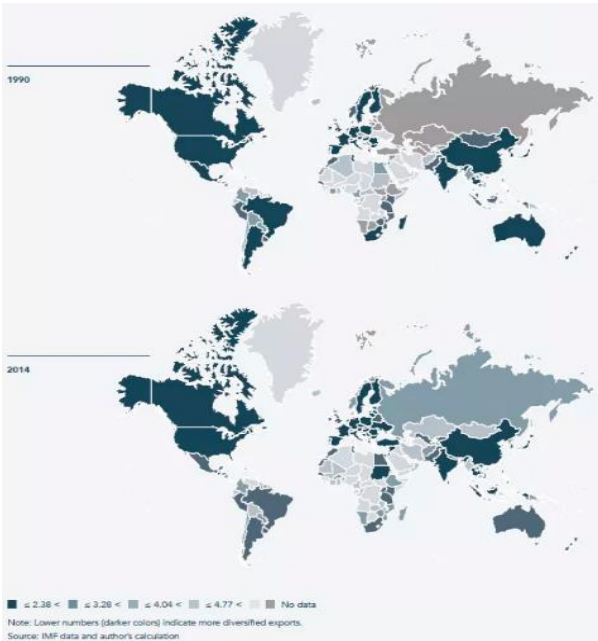 1990
2014
≤ 2.38 < ≤ 3.28 < ≤ 4.04 < ≤ 4.77 < No data
Note: Lower numbers (darker colors) indicate more diversified exports.
Source: IMF data and author's calculation